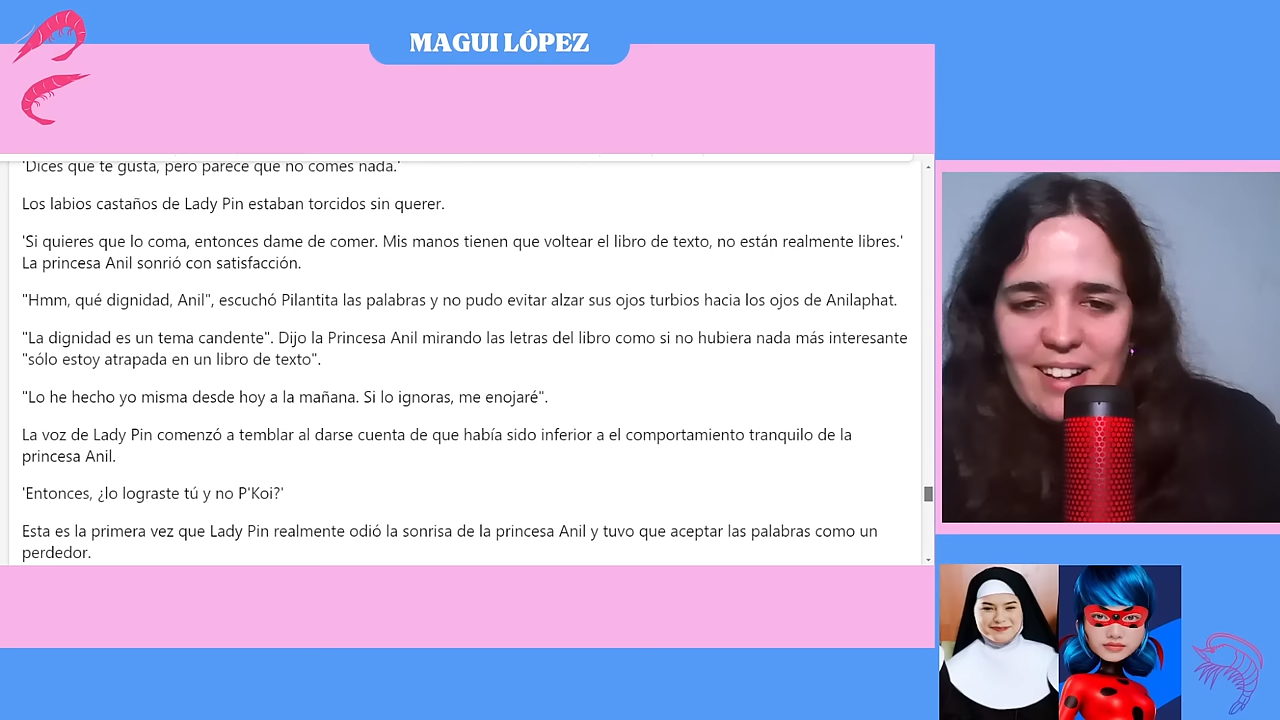 MAGUI LÓPEZ
'Dices que te gusta, pero parece que no comes nada.'
Los labios castaños de Lady Pin estaban torcidos sin querer.
'Si quieres que lo coma, entonces dame de comer. Mis manos tienen que voltear el libro de texto, no están realmente libres.'
La princesa Anil sonrió con satisfacción.
"Hmm, qué dignidad, Anil", escuchó Pilantita las palabras y no pudo evitar alzar sus ojos turbios hacia los ojos de Anilaphat.
"La dignidad es un tema candente". Dijo la Princesa Anil mirando las letras del libro como si no hubiera nada más interesante
"sólo estoy atrapada en un libro de texto".
"Lo he hecho yo misma desde hoy a la mañana. Si lo ignoras, me enojaré".
La voz de Lady Pin comenzó a temblar al darse cuenta de que había sido inferior a el comportamiento tranquilo de la
princesa Anil.
'Entonces, ¿lo lograste tú y no P'Koi?'
Esta es la primera vez que Lady Pin realmente odió la sonrisa de la princesa Anil y tuvo que aceptar las palabras como un
perdedor.